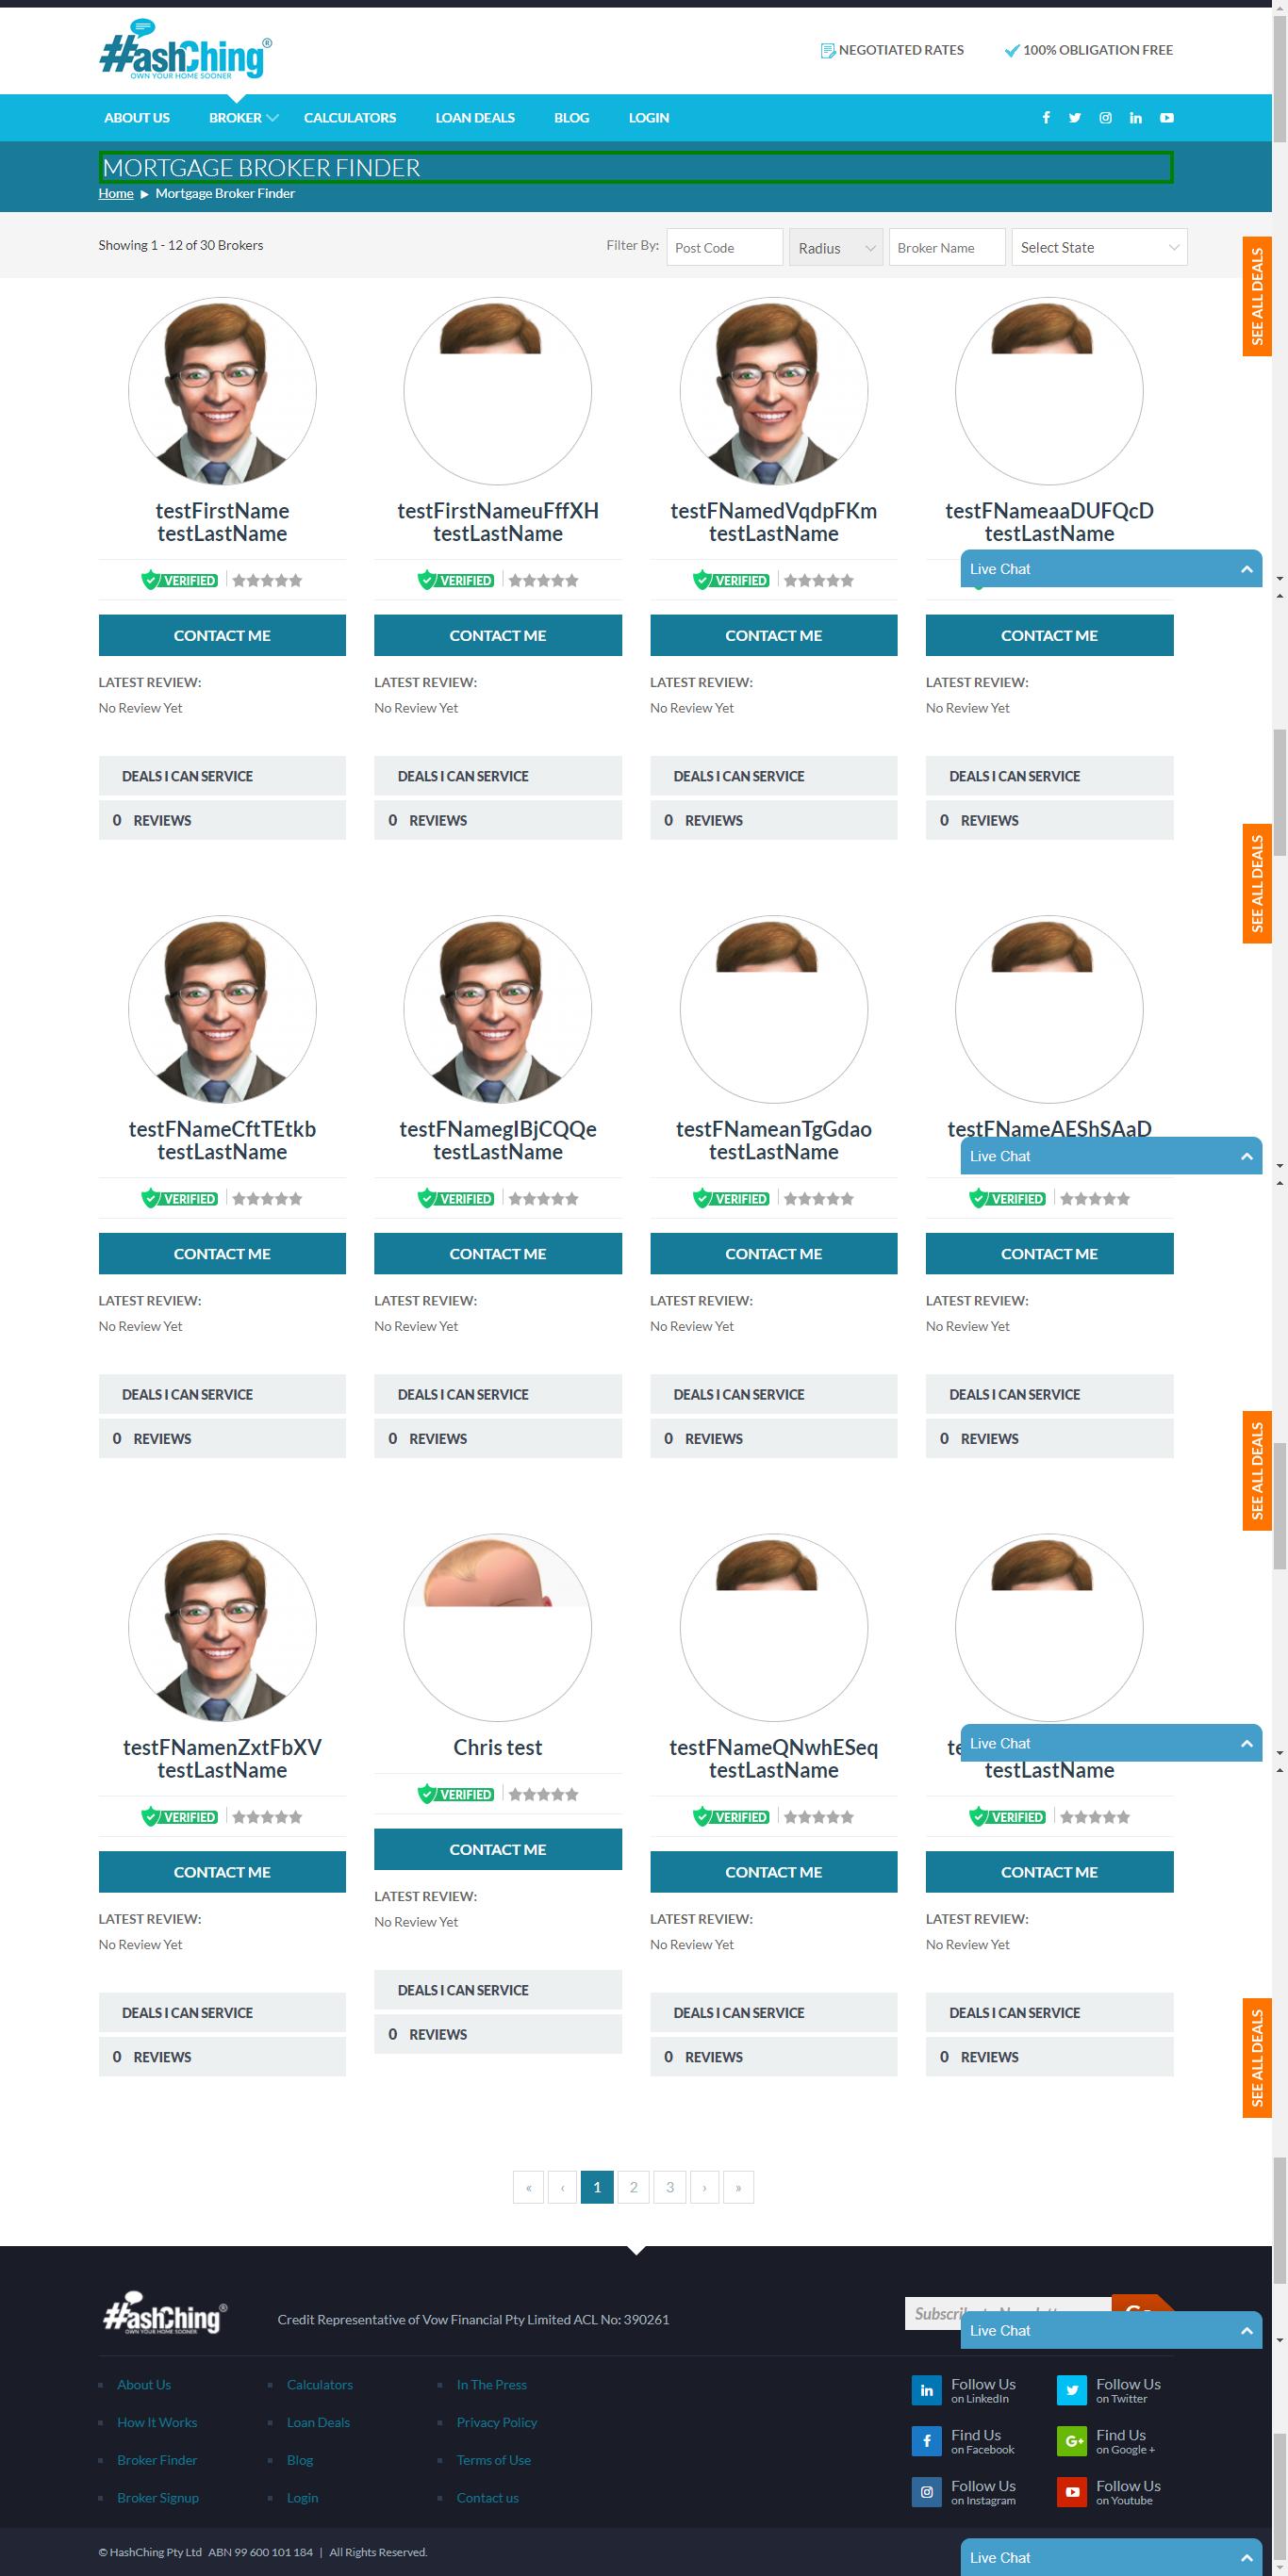 #ashChing®
OWN YOUR HOME SOONER
NEGOTIATED RATES
100% OBLIGATION FREE
ABOUT US
BROKER
CALCULATORS
LOAN DEALS
BLOG
LOGIN
MORTGAGE BROKER FINDER
Home ▶ Mortgage Broker Finder
Showing 1 - 12 of 30 Brokers
Filter By:
Post Code
Radius
Broker Name
Select State
SEE ALL DEALS
testFirstName
testLastName
VERIFIED
CONTACT ME
LATEST REVIEW:
No Review Yet
DEALS I CAN SERVICE
0 REVIEWS
testFirstNameuFffXH
testLastName
VERIFIED
CONTACT ME
LATEST REVIEW:
No Review Yet
DEALS I CAN SERVICE
0 REVIEWS
testFNamedVqdpFKm
testLastName
VERIFIED
CONTACT ME
LATEST REVIEW:
No Review Yet
DEALS I CAN SERVICE
0 REVIEWS
testFNameaaDUFQcD
testLastName
Live Chat
CONTACT ME
LATEST REVIEW:
No Review Yet
DEALS I CAN SERVICE
0 REVIEWS
SEE ALL DEALS
testFNameCftTEtkb
testLastName
VERIFIED
CONTACT ME
LATEST REVIEW:
No Review Yet
DEALS I CAN SERVICE
0 REVIEWS
testFNamegIBjCQQe
testLastName
VERIFIED
CONTACT ME
LATEST REVIEW:
No Review Yet
DEALS I CAN SERVICE
0 REVIEWS
testFNameanTgGdao
testLastName
VERIFIED
CONTACT ME
LATEST REVIEW:
No Review Yet
DEALS I CAN SERVICE
0 REVIEWS
testFNameAEShSAaD
Live Chat
VERIFIED
CONTACT ME
LATEST REVIEW:
No Review Yet
DEALS I CAN SERVICE
0 REVIEWS
SEE ALL DEALS
testFNamenZxtFbXV
testLastName
VERIFIED
CONTACT ME
LATEST REVIEW:
No Review Yet
DEALS I CAN SERVICE
0 REVIEWS
Chris test
VERIFIED
CONTACT ME
LATEST REVIEW:
No Review Yet
DEALS I CAN SERVICE
0 REVIEWS
testFNameQNwhESeq
testLastName
VERIFIED
CONTACT ME
LATEST REVIEW:
No Review Yet
DEALS I CAN SERVICE
0 REVIEWS
Live Chat
testLastName
VERIFIED
CONTACT ME
LATEST REVIEW:
No Review Yet
DEALS I CAN SERVICE
0 REVIEWS
SEE ALL DEALS
« ‹ 1 2 3 › »
#ashChing®
OWN YOUR HOME SOONER
Credit Representative of Vow Financial Pty Limited ACL No: 390261
Live Chat
About Us
Calculators
In The Press
How It Works
Loan Deals
Privacy Policy
Broker Finder
Blog
Terms of Use
Broker Signup
Login
Contact us
Follow Us
on LinkedIn
Follow Us
on Twitter
Find Us
on Facebook
Find Us
on Google +
Follow Us
on Instagram
Follow Us
on Youtube
© HashChing Pty Ltd ABN 99 600 101 184 | All Rights Reserved.
Live Chat